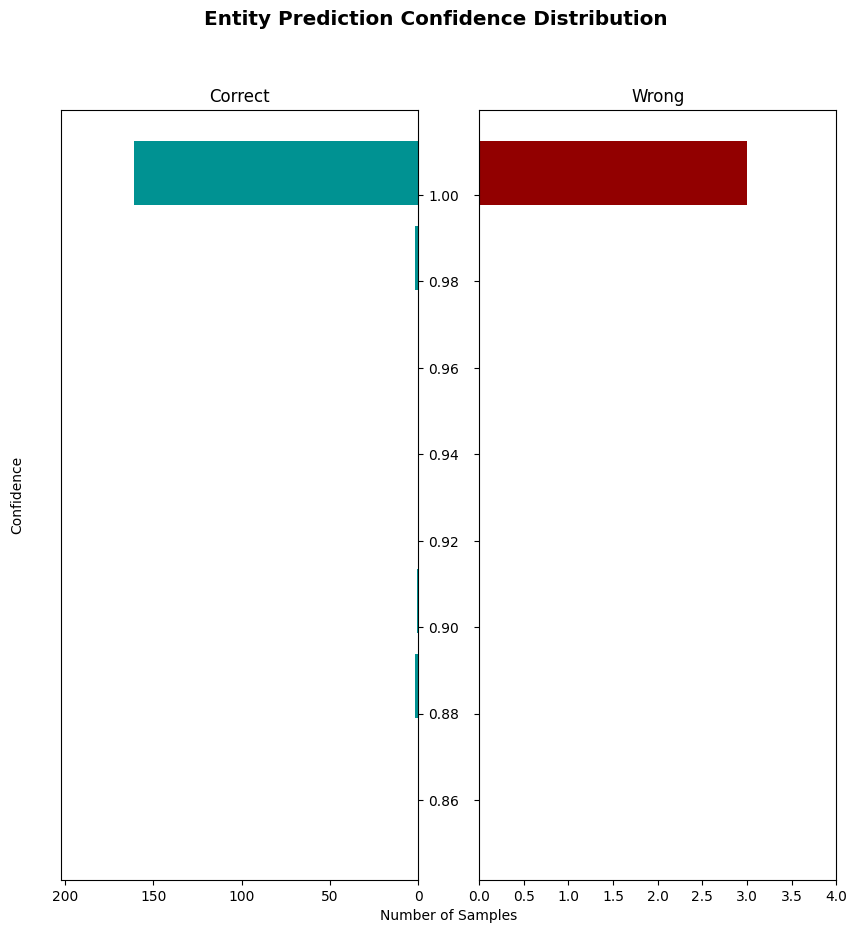 Entity Prediction Confidence Distribution
Correct
Wrong
1.00
0.98
0.96
0.94
0.92
0.90
0.88
0.86
Confidence
200 150 100 50 0
0.0 0.5 1.0 1.5 2.0 2.5 3.0 3.5 4.0
Number of Samples